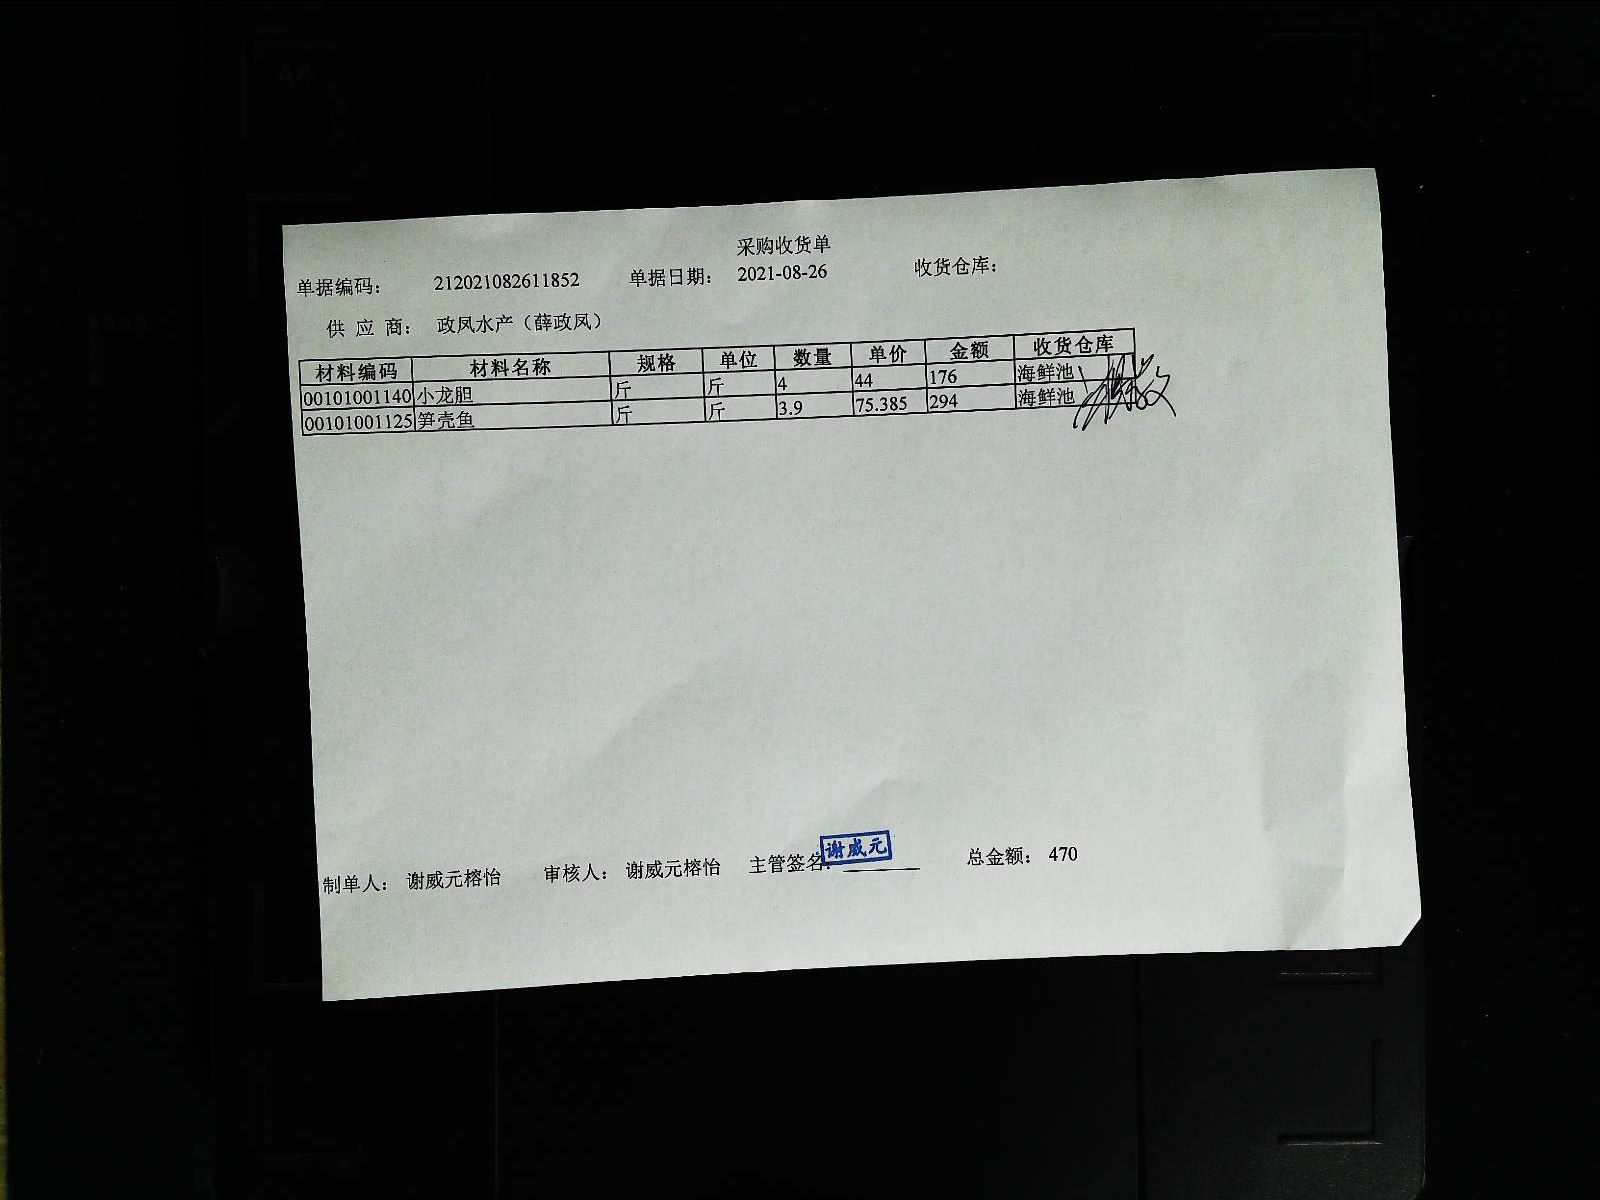 采购收货单
单据编码： 212021082611852 单据日期： 2021-08-26 收货仓库：
供 应 商： 政凤水产（薛政凤）
材料编码 材料名称 规格 单位 数量 单价 金额 收货仓库
00101001140 小龙胆 斤 斤 4 44 176 海鲜池
00101001125 笋壳鱼 斤 斤 3.9 75.385 294 海鲜池
谢威元
制单人： 谢威元榕怡 审核人： 谢威元榕怡 主管签名： 总金额： 470